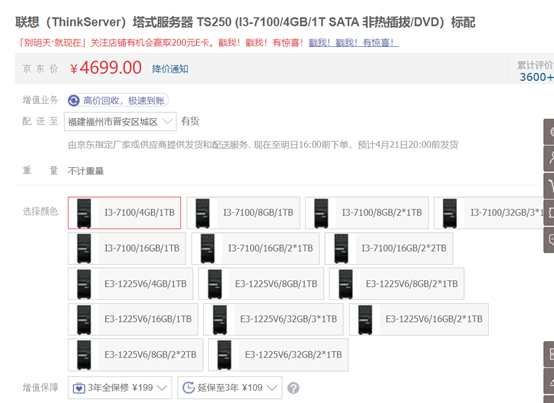 联想（ThinkServer）塔式服务器 TS250 (I3-7100/4GB/1T SATA 非热插拔/DVD）标配
「别明天·就现在」关注店铺有机会赢取200元E卡。戳我！戳我！有惊喜！戳我！戳我！有惊喜！
京 东 价 ￥4699.00 降价通知
累计评价
3600+
增值业务 高价回收，极速到账
配 送 至 福建福州市晋安区城区 有货
由京东指定厂家或供应商提供发货和配送服务. 现在至明日16:00前下单，预计4月21日20:00前发货
重 量 不计重量
选择颜色 I3-7100/4GB/1TB I3-7100/8GB/1TB I3-7100/8GB/2*1TB I3-7100/32GB/3*1
I3-7100/16GB/1TB I3-7100/16GB/2*1TB I3-7100/16GB/2*2TB
E3-1225V6/4GB/1TB E3-1225V6/8GB/1TB E3-1225V6/8GB/2*1TB
E3-1225V6/16GB/1TB E3-1225V6/32GB/3*1TB E3-1225V6/16GB/2*1TB
E3-1225V6/8GB/2*2TB E3-1225V6/32GB/2*1TB
增值保障 3年全保修 ¥199 延保至3年 ¥109 ?